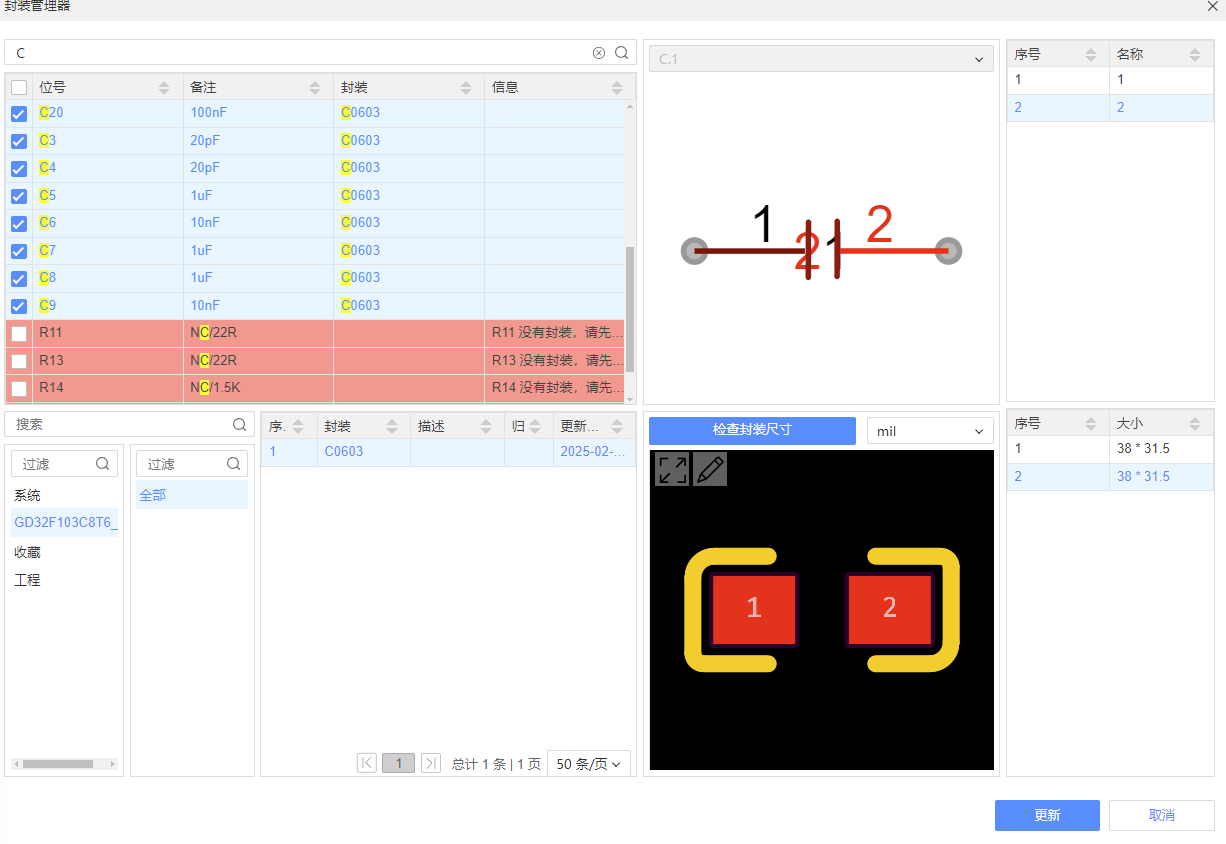 封装管理器
C
位号 备注 封装 信息
C20 100nF C0603
C3 20pF C0603
C4 20pF C0603
C5 1uF C0603
C6 10nF C0603
C7 1uF C0603
C8 1uF C0603
C9 10nF C0603
R11 NC/22R R11 没有封装，请先...
R13 NC/22R R13 没有封装，请先...
R14 NC/1.5K R14 没有封装，请先...
C.1
1 2
2 1
序号 名称
1 1
2 2
搜索
过滤
系统
GD32F103C8T6_
收藏
工程
过滤
全部
序. 封装 描述 归 更新...
1 C0603 2025-02-...
1 总计 1 条 | 1 页 50 条/页
检查封装尺寸 mil
1 2
序号 大小
1 38 * 31.5
2 38 * 31.5
更新 取消